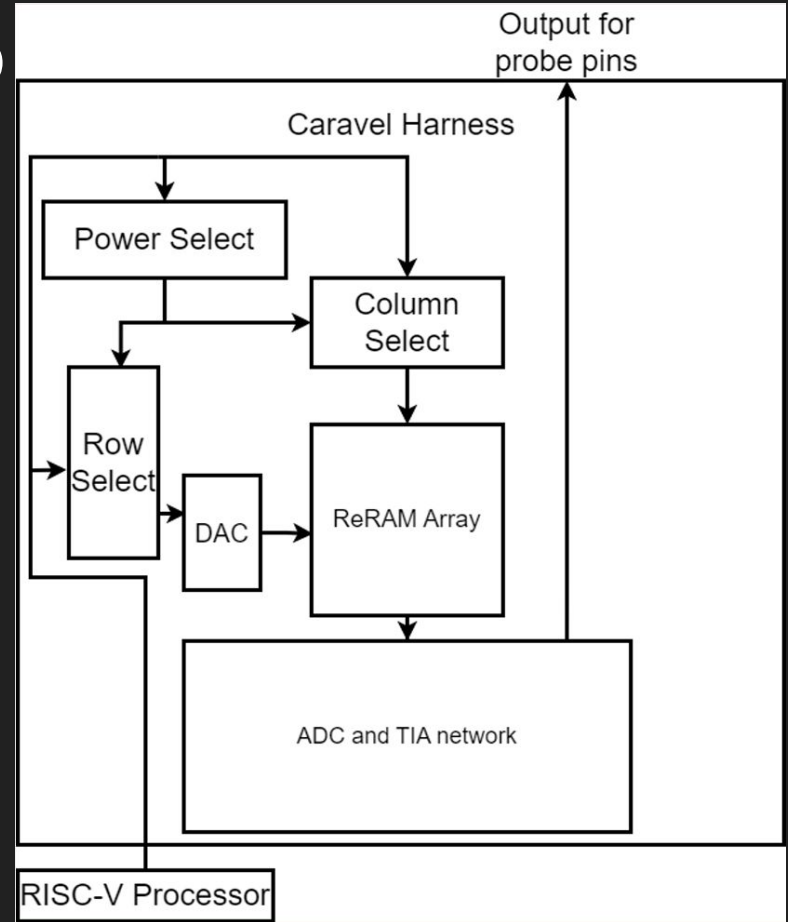 Output for
probe pins
Caravel Harness
Power Select
Column
Select
Row
Select
DAC
ReRAM Array
ADC and TIA network
RISC-V Processor